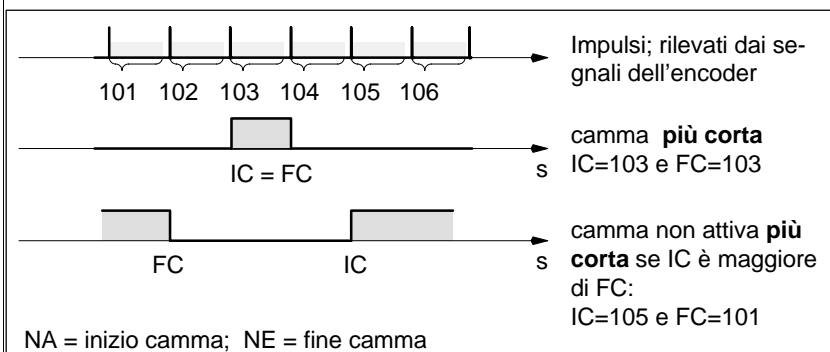 Impulsi; rilevati dai se-
gnali dell'encoder
101 102 103 104 105 106
camma più corta
IC=103 e FC=103
IC = FC
s
camma non attiva più
corta se IC è maggiore
di FC:
IC=105 e FC=101
FC
IC
s
NA = inizio camma; NE = fine camma